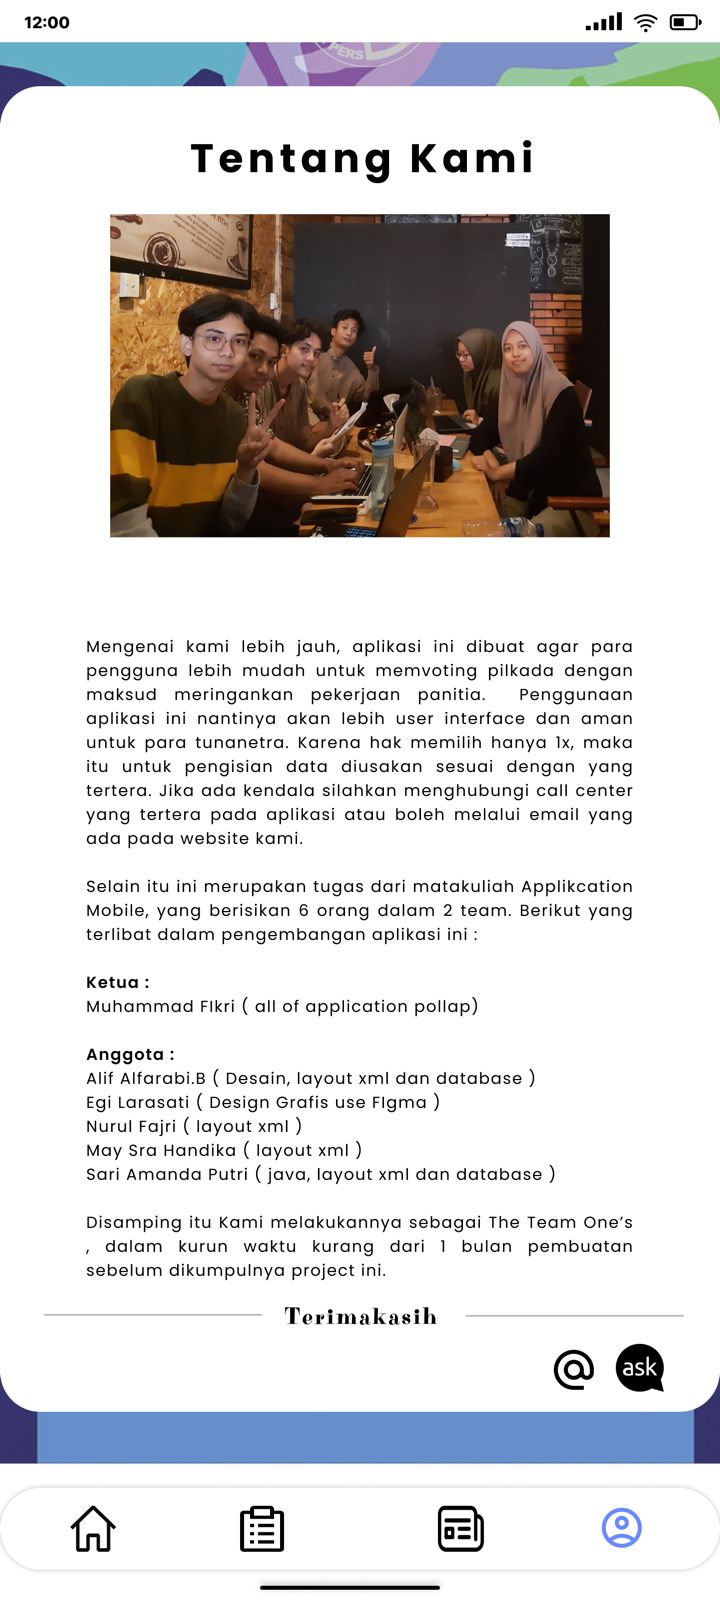 12:00
PERS
Tentang Kami
Mengenai kami lebih jauh, aplikasi ini dibuat agar para
pengguna lebih mudah untuk memvoting pilkada dengan
maksud meringankan pekerjaan panitia. Penggunaan
aplikasi ini nantinya akan lebih user interface dan aman
untuk para tunanetra. Karena hak memilih hanya 1x, maka
itu untuk pengisian data diusakan sesuai dengan yang
tertera. Jika ada kendala silahkan menghubungi call center
yang tertera pada aplikasi atau boleh melalui email yang
ada pada website kami.
Selain itu ini merupakan tugas dari matakuliah Applikcation
Mobile, yang berisikan 6 orang dalam 2 team. Berikut yang
terlibat dalam pengembangan aplikasi ini :
Ketua :
Muhammad FIkri ( all of application pollap)
Anggota :
Alif Alfarabi.B ( Desain, layout xml dan database )
Egi Larasati ( Design Grafis use FIgma )
Nurul Fajri ( layout xml )
May Sra Handika ( layout xml )
Sari Amanda Putri ( java, layout xml dan database )
Disamping itu Kami melakukannya sebagai The Team One’s
, dalam kurun waktu kurang dari 1 bulan pembuatan
sebelum dikumpulnya project ini.
Terimakasih
@ ask